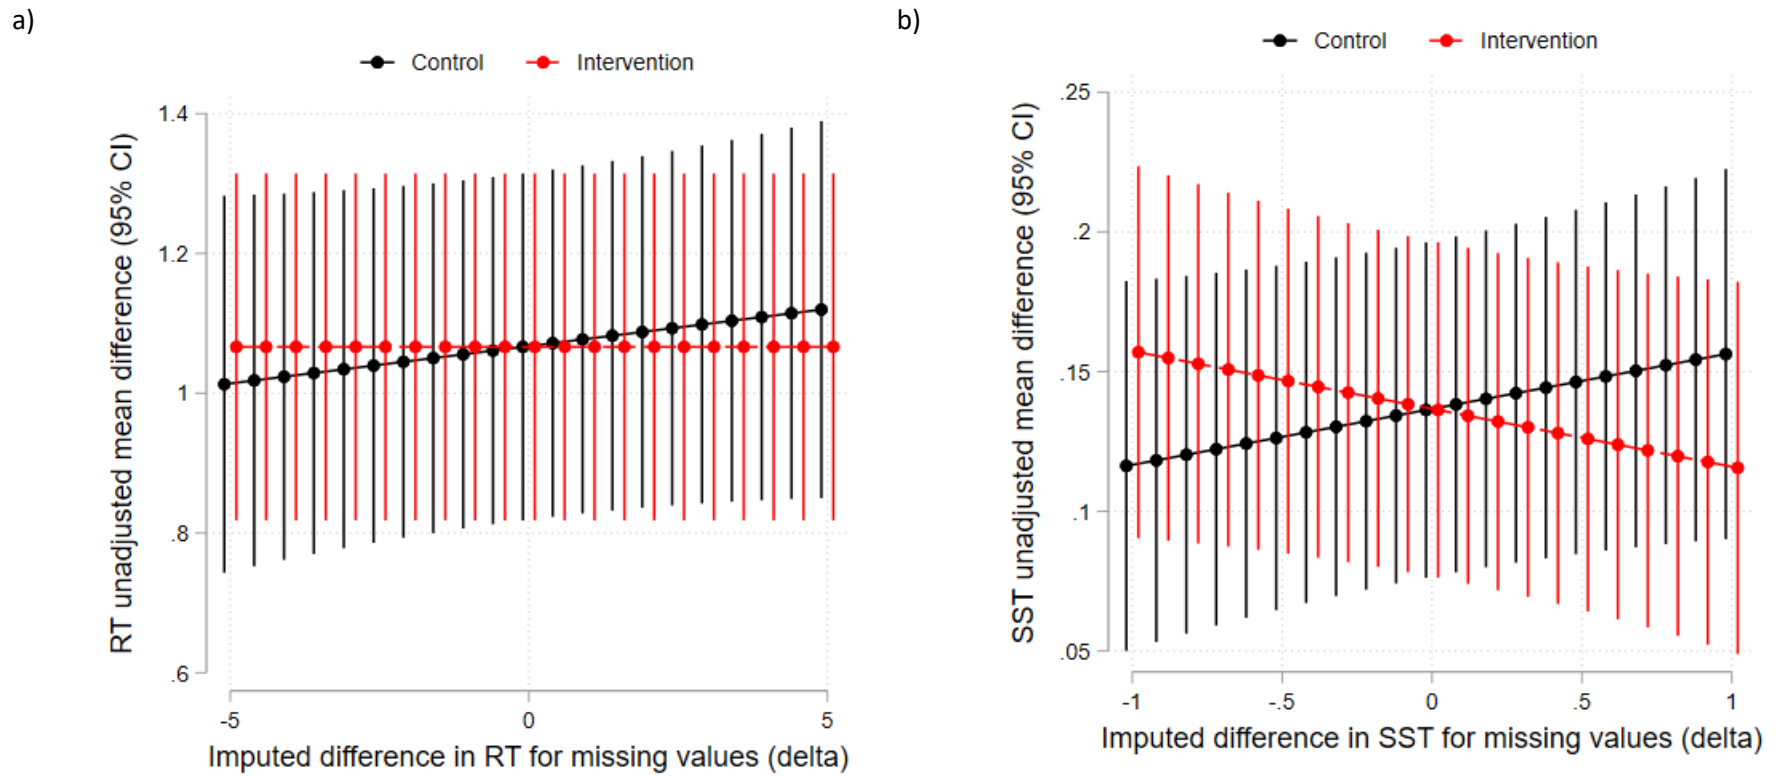 a)
Control Intervention
RT unadjusted mean difference (95% CI)
1.4
1.2
1
.8
.6
-5 0 5
Imputed difference in RT for missing values (delta)
b)
Control Intervention
SST unadjusted mean difference (95% CI)
.25
.2
.15
.1
.05
-1 -.5 0 .5 1
Imputed difference in SST for missing values (delta)